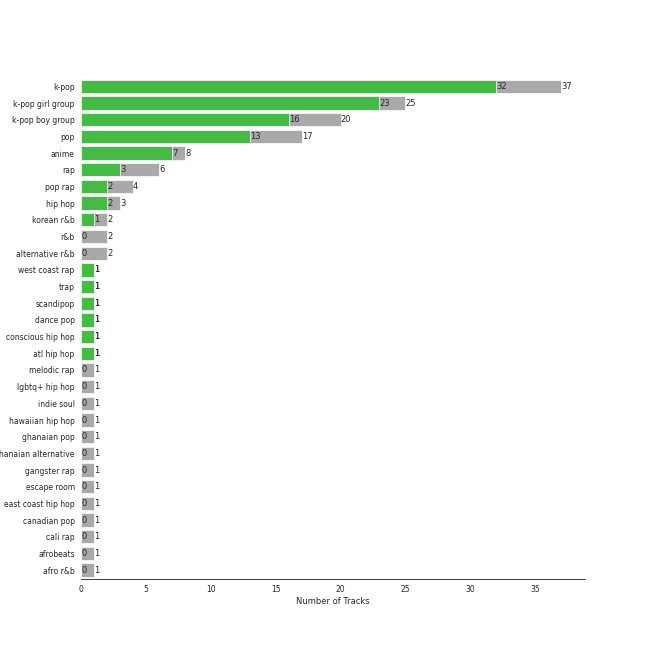 k-pop 32 37
k-pop girl group 23 25
k-pop boy group 16 20
pop 13 17
anime 7 8
rap 3 6
pop rap 2 4
hip hop 2 3
korean r&b 1 2
r&b 0 2
alternative r&b 0 2
west coast rap 1
trap 1
scandipop 1
dance pop 1
conscious hip hop 1
atl hip hop 1
melodic rap 0 1
lgbtq+ hip hop 0 1
indie soul 0 1
hawaiian hip hop 0 1
ghanaian pop 0 1
hanaian alternative 0 1
gangster rap 0 1
escape room 0 1
east coast hip hop 0 1
canadian pop 0 1
cali rap 0 1
afrobeats 0 1
afro r&b 0 1
0 5 10 15 20 25 30 35
Number of Tracks